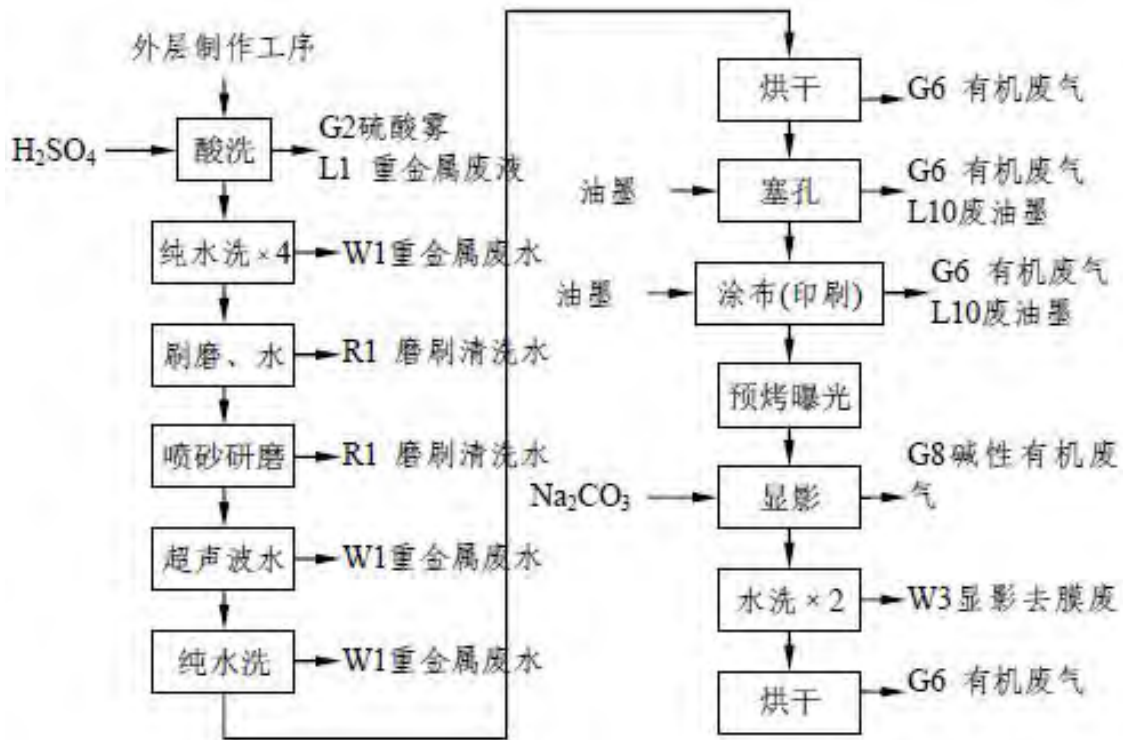 外层制作工序
H₂SO₄
酸洗
G2硫酸雾
L1 重金属废液
纯水洗×4
W1重金属废水
刷磨、水
R1 磨刷清洗水
喷砂研磨
R1 磨刷清洗水
超声波水
W1重金属废水
纯水洗
W1重金属废水
烘干
G6 有机废气
油墨
塞孔
G6 有机废气
L10废油墨
油墨
涂布(印刷)
G6 有机废气
L10废油墨
预烤曝光
Na₂CO₃
显影
G8碱性有机废
气
水洗×2
W3显影去膜废
烘干
G6 有机废气